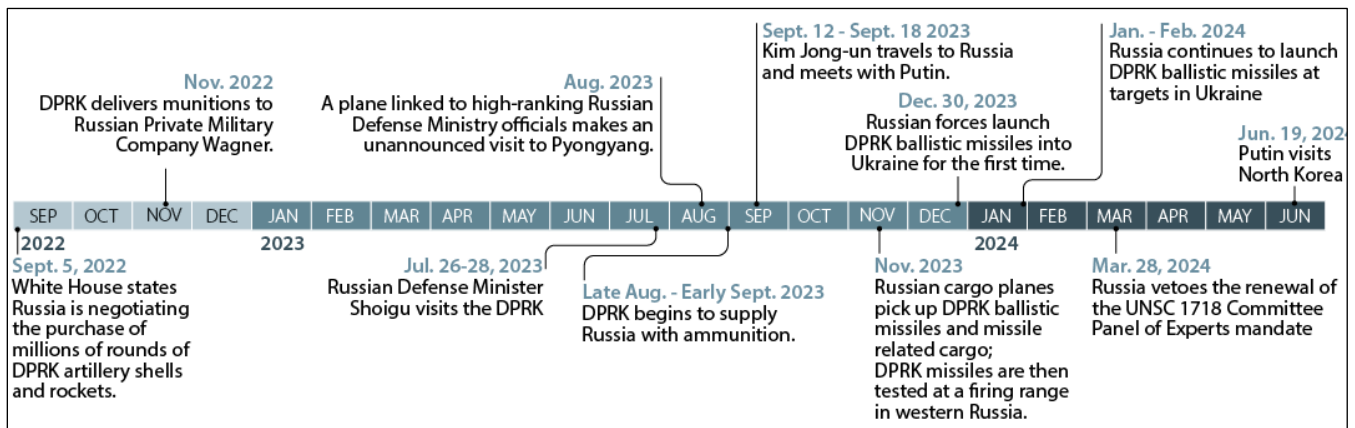 Nov. 2022
DPRK delivers munitions to
Russian Private Military
Company Wagner.
Aug. 2023
A plane linked to high-ranking Russian
Defense Ministry officials makes an
unannounced visit to Pyongyang.
Sept. 12 - Sept. 18 2023
Kim Jong-un travels to Russia
and meets with Putin.
Dec. 30, 2023
Russian forces launch
DPRK ballistic missiles into
Ukraine for the first time.
Jan. - Feb. 2024
Russia continues to launch
DPRK ballistic missiles at
targets in Ukraine
Jun. 19, 2024
Putin visits
North Korea
SEP OCT NOV DEC JAN FEB MAR APR MAY JUN JUL AUG SEP OCT NOV DEC JAN FEB MAR APR MAY JUN
2022 2023 2024
Sept. 5, 2022
White House states
Russia is negotiating
the purchase of
millions of rounds of
DPRK artillery shells
and rockets.
Jul. 26-28, 2023
Russian Defense Minister
Shoigu visits the DPRK
Late Aug. - Early Sept. 2023
DPRK begins to supply
Russia with ammunition.
Nov. 2023
Russian cargo planes
pick up DPRK ballistic
missiles and missile
related cargo;
DPRK missiles are then
tested at a firing range
in western Russia.
Mar. 28, 2024
Russia vetoes the renewal of
the UNSC 1718 Committee
Panel of Experts mandate